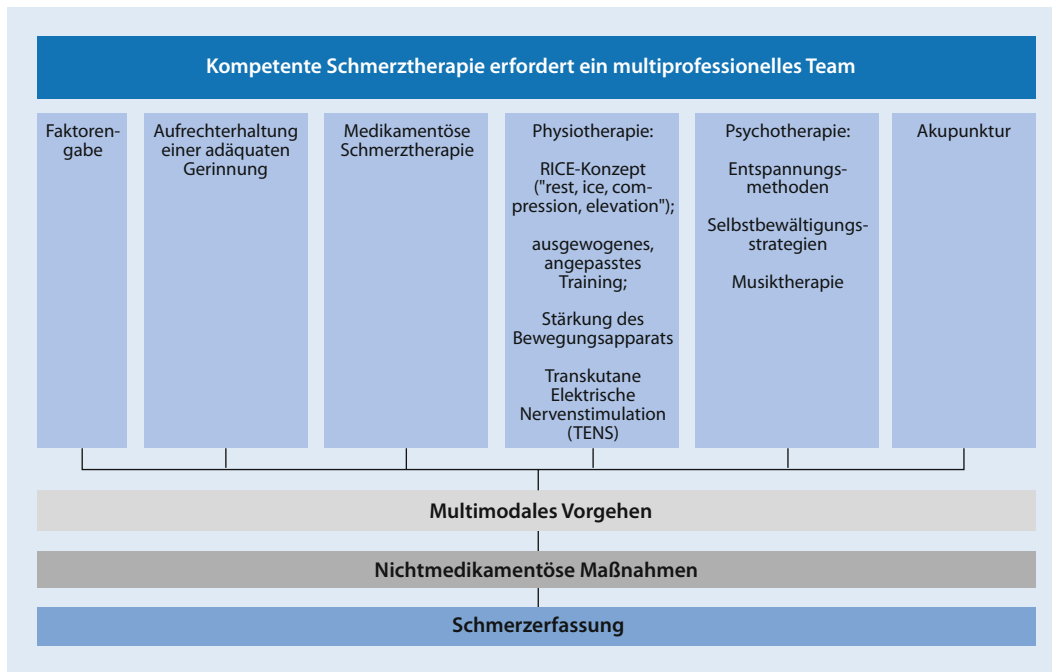 Kompetente Schmerztherapie erfordert ein multiprofessionelles Team
Faktoren-
gabe
Aufrechterhaltung
einer adäquaten
Gerinnung
Medikamentöse
Schmerztherapie
Physiotherapie:
RICE-Konzept
("rest, ice, com-
pression, elevation");
ausgewogenes,
angepasstes
Training;
Stärkung des
Bewegungsapparats
Transkutane
Elektrische
Nervenstimulation
(TENS)
Psychotherapie:
Entspannungs-
methoden
Selbstbewältigungs-
strategien
Musiktherapie
Akupunktur
Multimodales Vorgehen
Nichtmedikamentöse Maßnahmen
Schmerzerfassung